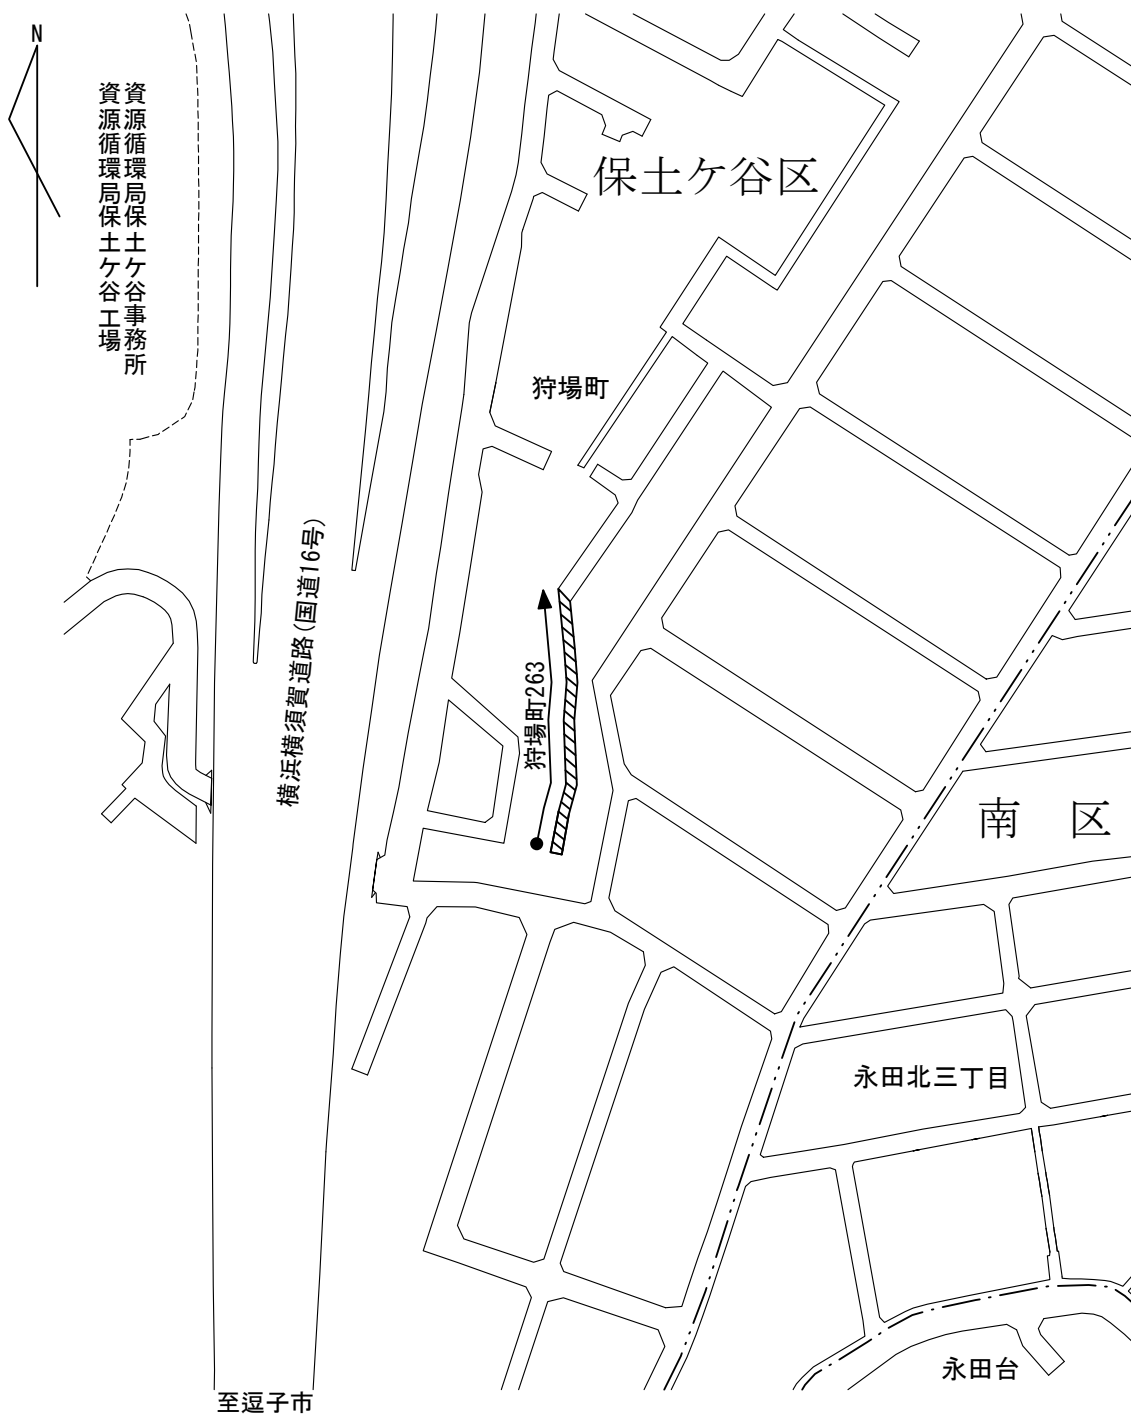 N
資源循環局保土ケ谷事務所
資源循環局保土ケ谷工場
保土ケ谷区
狩場町
横浜横須賀道路(国道16号)
狩場町263
南 区
永田北三丁目
永田台
至逗子市